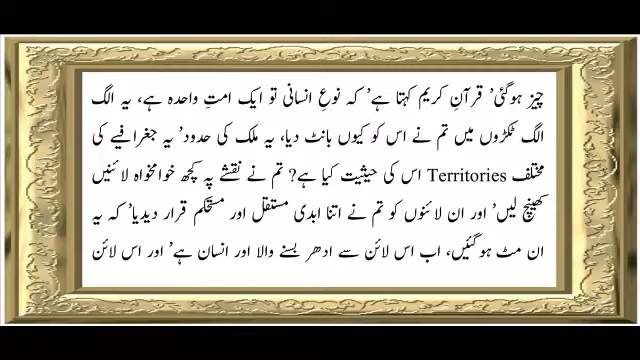 چیز ہوگئی’ قرآنِ کریم کہتا ہے’ کہ نوعِ انسانی تو ایک امتِ واحدہ ہے، یہ الگ
الگ ٹکڑوں میں تم نے اس کو کیوں بانٹ دیا، یہ ملک کی حدود’ یہ جغرافیے کی
مختلف Territories اس کی حیثیت کیا ہے? تم نے نقشے پہ کچھ خوامخواہ لائنیں
کھینچ لیں’ اور ان لائنوں کو تم نے اتنا ابدی مستقل اور مستحکم قرار دیدیا’ کہ یہ
ان مٹ ہوگئیں، اب اس لائن سے ادھر بسنے والا اور انسان ہے’ اور اس لائن